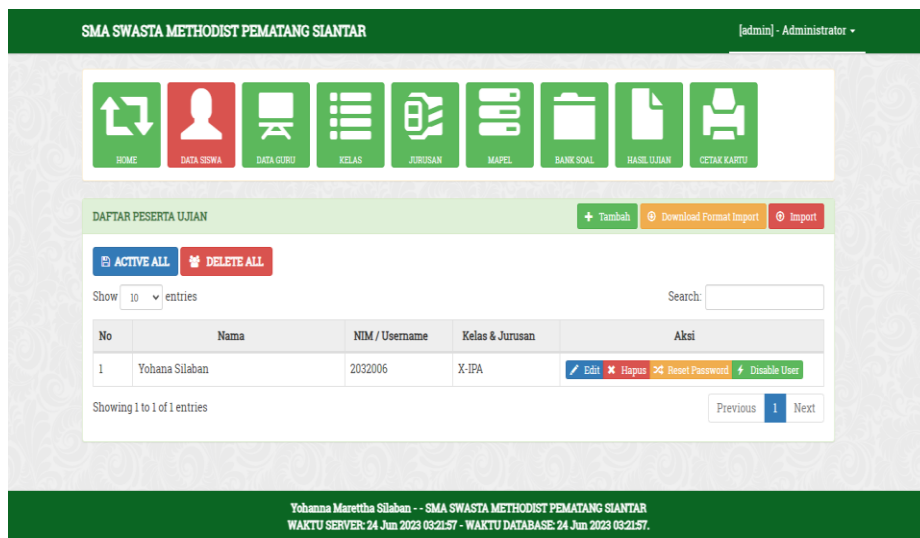 SMA SWASTA METHODIST PEMATANG SIANTAR
[admin] - Administrator
HOME
DATA SISWA
DATA GURU
KELAS
JURUSAN
MAPEL
BANK SOAL
HASIL UJIAN
CETAK KARTU
DAFTAR PESERTA UJIAN
Tambah
Download Format Import
Import
ACTIVE ALL
DELETE ALL
Show 10 entries
Search:
No Nama NIM / Username Kelas & Jurusan Aksi
1 Yohana Silaban 2032006 X-IPA Edit Hapus Reset Password Disable User
Showing 1 to 1 of 1 entries
Previous 1 Next
Yohanna Marettha Silaban - - SMA SWASTA METHODIST PEMATANG SIANTAR
WAKTU SERVER: 24 Jun 2023 03:21:57 - WAKTU DATABASE: 24 Jun 2023 03:21:57.